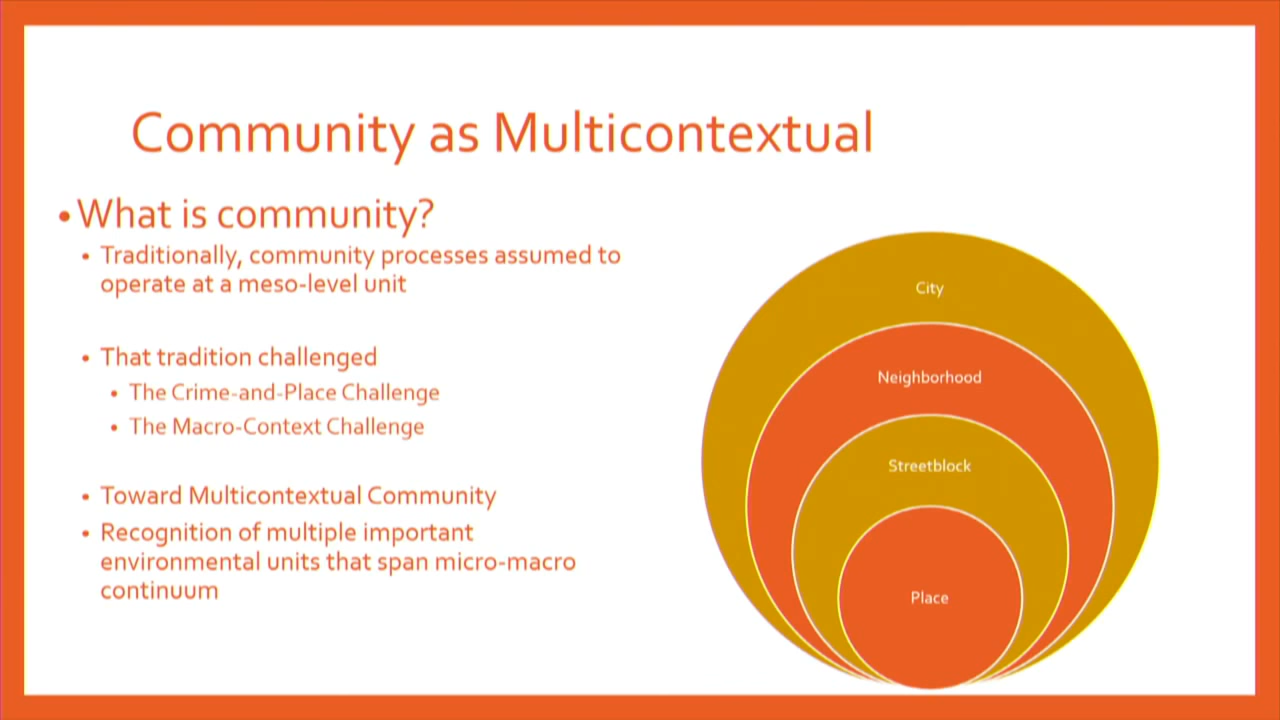 Community as Multicontextual
• What is community?
• Traditionally, community processes assumed to
operate at a meso-level unit
• That tradition challenged
• The Crime-and-Place Challenge
• The Macro-Context Challenge
• Toward Multicontextual Community
• Recognition of multiple important
environmental units that span micro-macro
continuum
City
Neighborhood
Streetblock
Place